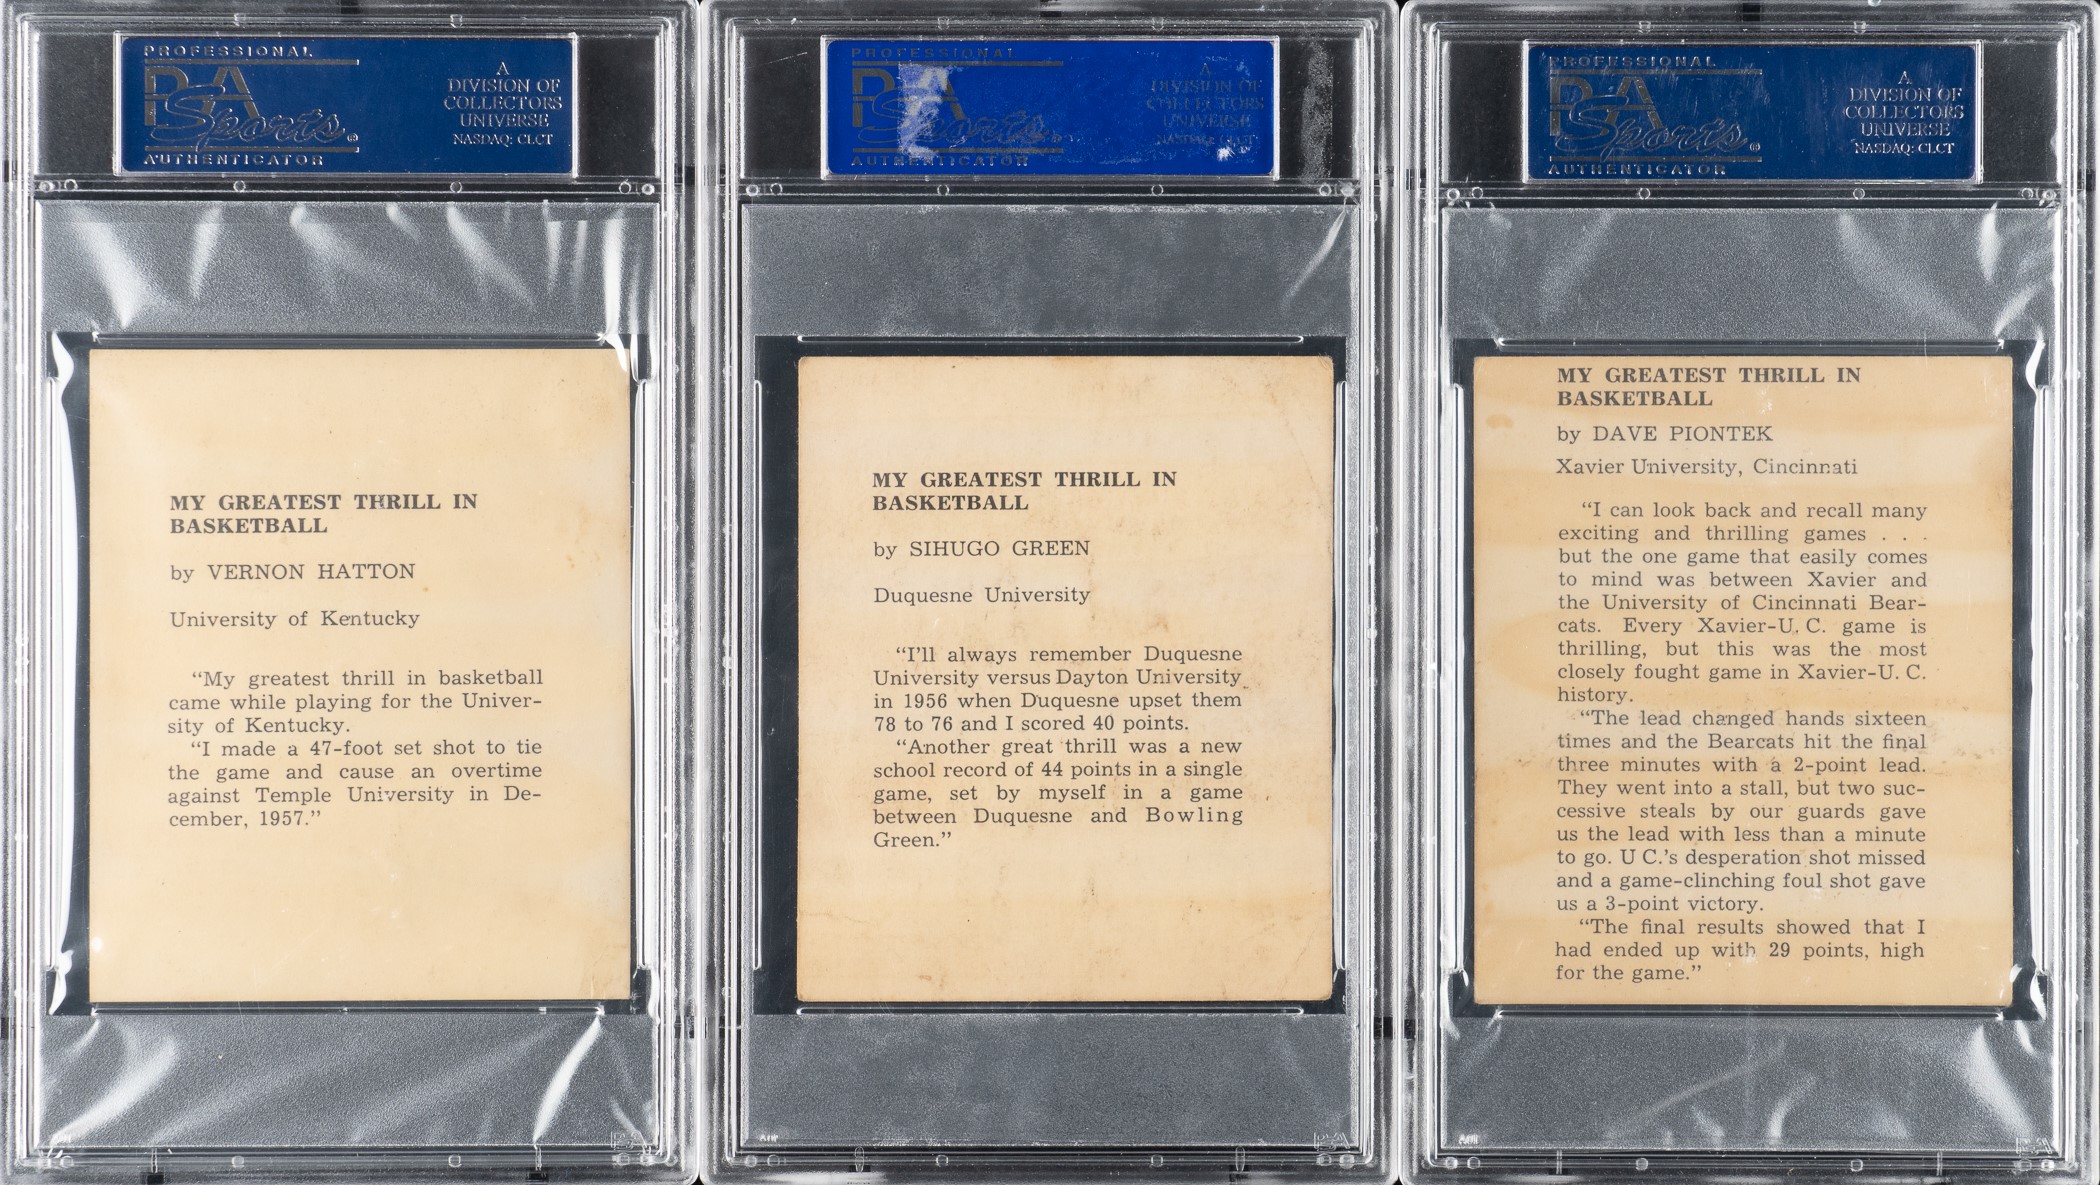 PROFESSIONAL
PSA
Sports®
AUTHENTICATOR
A
DIVISION OF
COLLECTORS
UNIVERSE
NASDAQ: CLCT
MY GREATEST THRILL IN
BASKETBALL
by VERNON HATTON
University of Kentucky
“My greatest thrill in basketball
came while playing for the Univer-
sity of Kentucky.
“I made a 47-foot set shot to tie
the game and cause an overtime
against Temple University in De-
cember, 1957.”
PROFESSIONAL
PSA
Sports
AUTHENTICATOR
A
DIVISION OF
COLLECTORS
UNIVERSE
NASDAQ: CLCT
MY GREATEST THRILL IN
BASKETBALL
by SIHUGO GREEN
Duquesne University
“I’ll always remember Duquesne
University versus Dayton University
in 1956 when Duquesne upset them
78 to 76 and I scored 40 points.
“Another great thrill was a new
school record of 44 points in a single
game, set by myself in a game
between Duquesne and Bowling
Green.”
PROFESSIONAL
PSA
Sports®
AUTHENTICATOR
A
DIVISION OF
COLLECTORS
UNIVERSE
NASDAQ: CLCT
MY GREATEST THRILL IN
BASKETBALL
by DAVE PIONTEK
Xavier University, Cincinnati
“I can look back and recall many
exciting and thrilling games . . .
but the one game that easily comes
to mind was between Xavier and
the University of Cincinnati Bear-
cats. Every Xavier-U. C. game is
thrilling, but this was the most
closely fought game in Xavier-U. C.
history.
“The lead changed hands sixteen
times and the Bearcats hit the final
three minutes with a 2-point lead.
They went into a stall, but two suc-
cessive steals by our guards gave
us the lead with less than a minute
to go. U C.’s desperation shot missed
and a game-clinching foul shot gave
us a 3-point victory.
“The final results showed that I
had ended up with 29 points, high
for the game.”